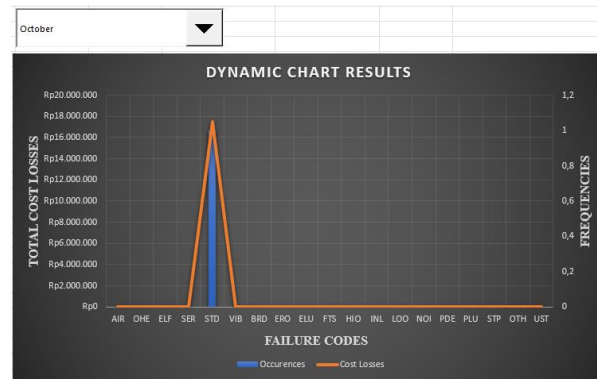 October
DYNAMIC CHART RESULTS
TOTAL COST LOSSES
Rp20.000.000
Rp18.000.000
Rp16.000.000
Rp14.000.000
Rp12.000.000
Rp10.000.000
Rp8.000.000
Rp6.000.000
Rp4.000.000
Rp2.000.000
Rp0
1,2
1
0,8
0,6
0,4
0,2
0
FREQUENCIES
AIR OHE ELF SER STD VIB BRD ERO ELU FTS HIO INL LOO NOI PDE PLU STP OTH UST
FAILURE CODES
Occurences Cost Losses